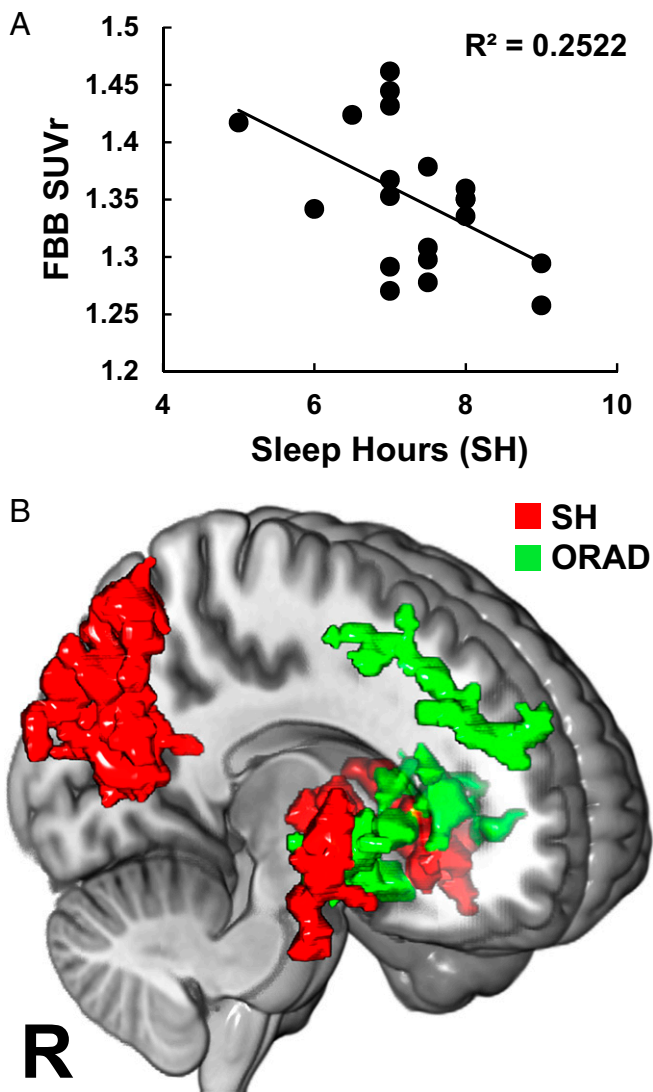 A
R² = 0.2522
FBB SUVr
1.5
1.45
1.4
1.35
1.3
1.25
1.2
4 6 8 10
Sleep Hours (SH)
B
SH
ORAD
R